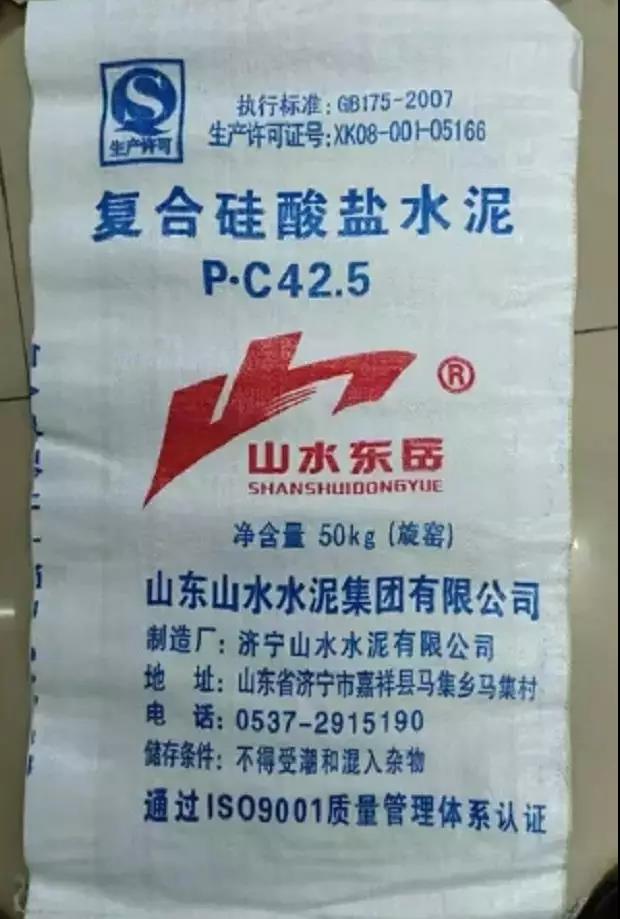 生产许可
执行标准:GB175-2007
生产许可证号:XK08-001-05166
复合硅酸盐水泥
P·C42.5
®
山水东岳
SHANSHUIDONGYUE
净含量 50kg(旋窑)
山东山水水泥集团有限公司
制造厂:济宁山水水泥有限公司
地 址:山东省济宁市嘉祥县马集乡马集村
电 话:0537-2915190
储存条件:不得受潮和混入杂物
通过ISO9001质量管理体系认证